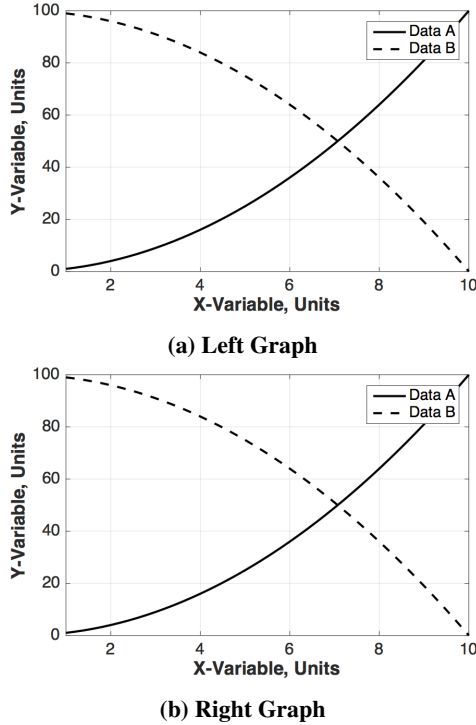 100
80
60
40
20
0
Y-Variable, Units
Data A
Data B
2 4 6 8 10
X-Variable, Units
(a) Left Graph
100
80
60
40
20
0
Y-Variable, Units
Data A
Data B
2 4 6 8 10
X-Variable, Units
(b) Right Graph